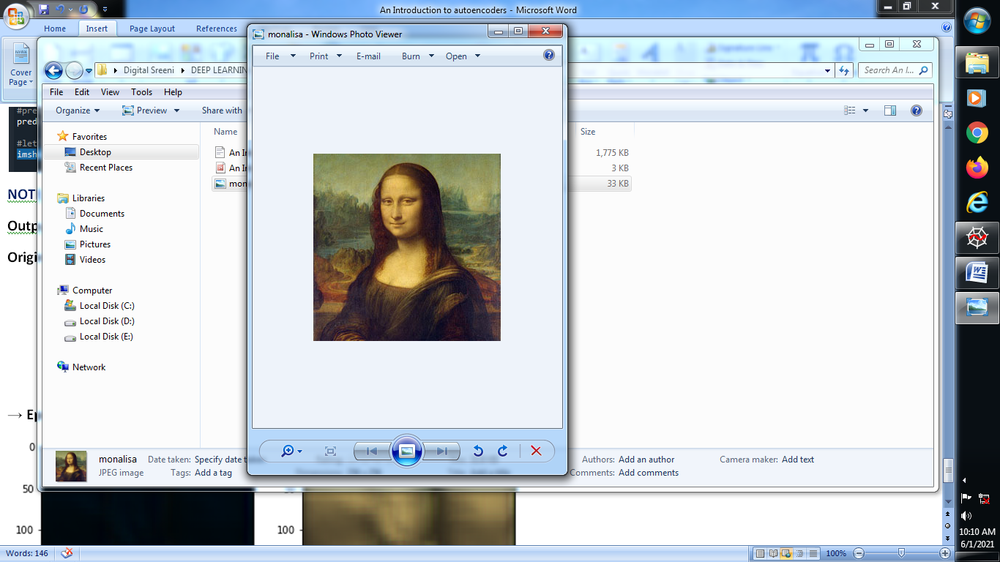 An Introduction to autoencoders - Microsoft Word
Home Insert Page Layout References
Cover
Page
monalisa - Windows Photo Viewer
File Print E-mail Burn Open
Digital Sreeni DEEP LEARNIN
Search An I...
File Edit View Tools Help
Organize Preview Share with
Name Size
An I 1,775 KB
An I 3 KB
mon 33 KB
Favorites
Desktop
Recent Places
Libraries
Documents
Music
Pictures
Videos
Computer
Local Disk (C:)
Local Disk (D:)
Local Disk (E:)
Network
#pre
pred
#let
imsh
NOT
Outp
Origi
→ Ep
0
50
100
100
monalisa Date taken: Specify date t Authors: Add an author Camera maker: Add text
JPEG image Tags: Add a tag Comments: Add comments
Words: 146
100%
10:10 AM
6/1/2021